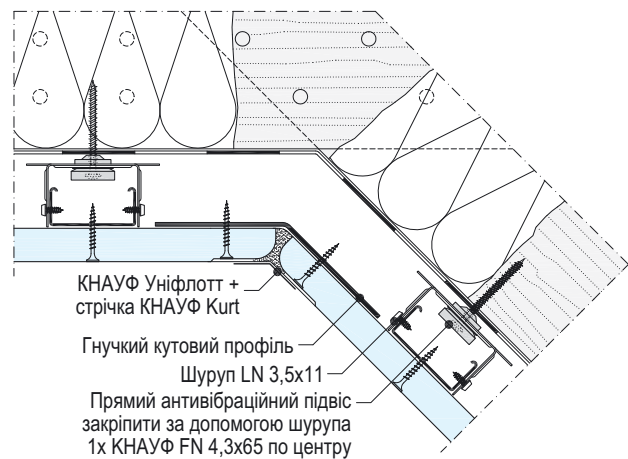 КНАУФ Уніфлотт +
стрічка КНАУФ Kurt
Гнучкий кутовий профіль
Шуруп LN 3,5x11
Прямий антивібраційний підвіс
закріпити за допомогою шурупа
1x КНАУФ FN 4,3x65 по центру